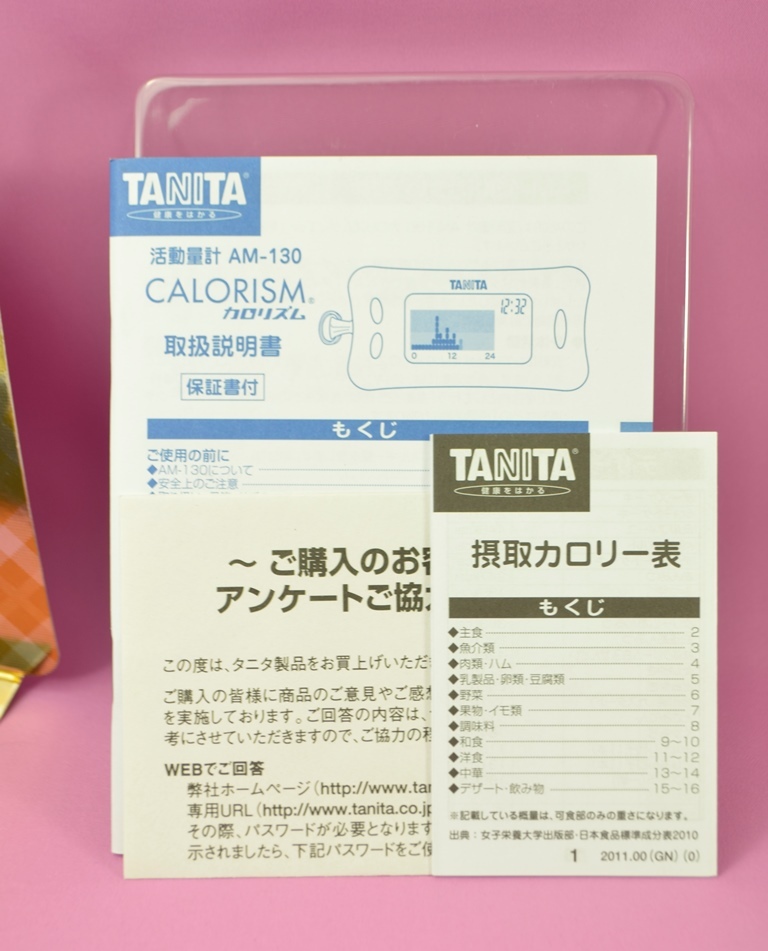 TANITA®
健康をはかる
活動量計 AM-130
CALORISM®
カロリズム
取扱説明書
保証書付
TANITA
12:32
0 12 24
もくじ
ご使用の前に
◆AM-130について
◆安全上のご注意
～ ご購入のお客
アンケートご協力
この度は、タニタ製品をお買上げいただ
ご購入の皆様に商品のご意見やご感想
を実施しております。ご回答の内容は、
考にさせていただきますので、ご協力の程
WEBでご回答
弊社ホームページ（http://www.tan
専用URL（http://www.tanita.co.jp
その際、パスワードが必要となります
示されましたら、下記パスワードをご使
TANITA®
健康をはかる
摂取カロリー表
もくじ
◆主食 2
◆魚介類 3
◆肉類・ハム 4
◆乳製品・卵類・豆腐類 5
◆野菜 6
◆果物・イモ類 7
◆調味料 8
◆和食 9～10
◆洋食 11～12
◆中華 13～14
◆デザート・飲み物 15～16
※記載している概量は、可食部のみの重さになります。
出典：女子栄養大学出版部・日本食品標準成分表2010
1 2011.00（GN）（0）